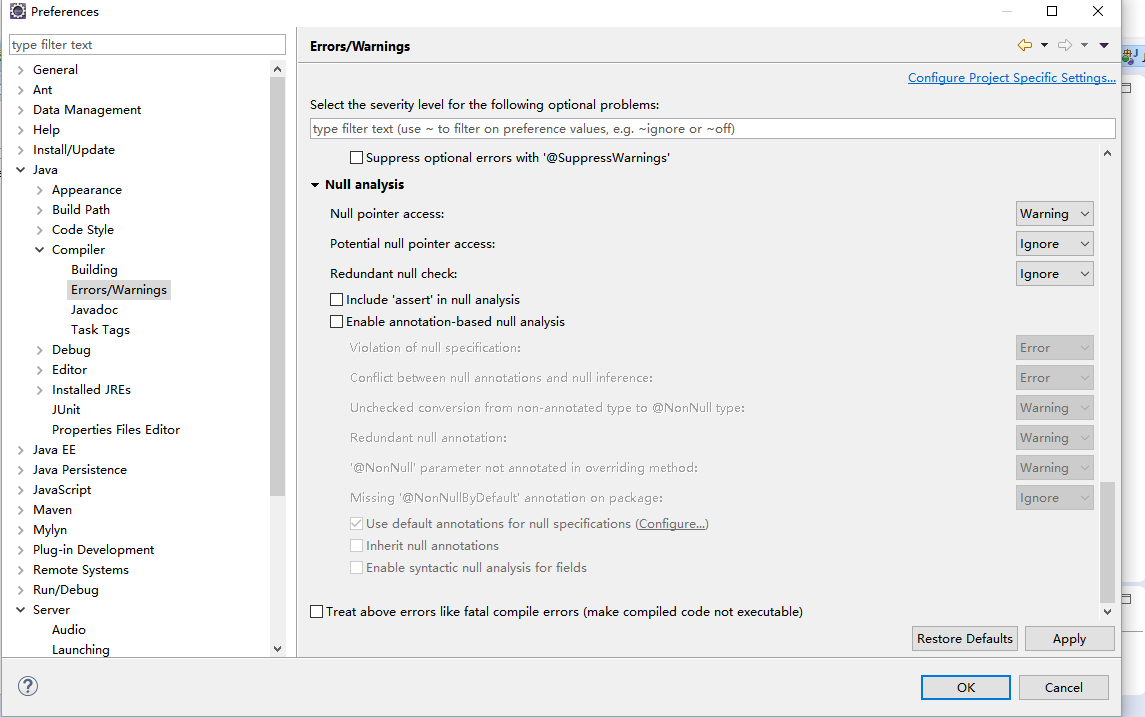 Preferences
type filter text
General
Ant
Data Management
Help
Install/Update
Java
Appearance
Build Path
Code Style
Compiler
Building
Errors/Warnings
Javadoc
Task Tags
Debug
Editor
Installed JREs
JUnit
Properties Files Editor
Java EE
Java Persistence
JavaScript
Maven
Mylyn
Plug-in Development
Remote Systems
Run/Debug
Server
Audio
Launching
Errors/Warnings
Configure Project Specific Settings...
Select the severity level for the following optional problems:
type filter text (use ~ to filter on preference values, e.g. ~ignore or ~off)
Suppress optional errors with '@SuppressWarnings'
Null analysis
Null pointer access: Warning
Potential null pointer access: Ignore
Redundant null check: Ignore
Include 'assert' in null analysis
Enable annotation-based null analysis
Violation of null specification: Error
Conflict between null annotations and null inference: Error
Unchecked conversion from non-annotated type to @NonNull type: Warning
Redundant null annotation: Warning
'@NonNull' parameter not annotated in overriding method: Warning
Missing '@NonNullByDefault' annotation on package: Ignore
Use default annotations for null specifications (Configure...)
Inherit null annotations
Enable syntactic null analysis for fields
Treat above errors like fatal compile errors (make compiled code not executable)
Restore Defaults Apply
? OK Cancel